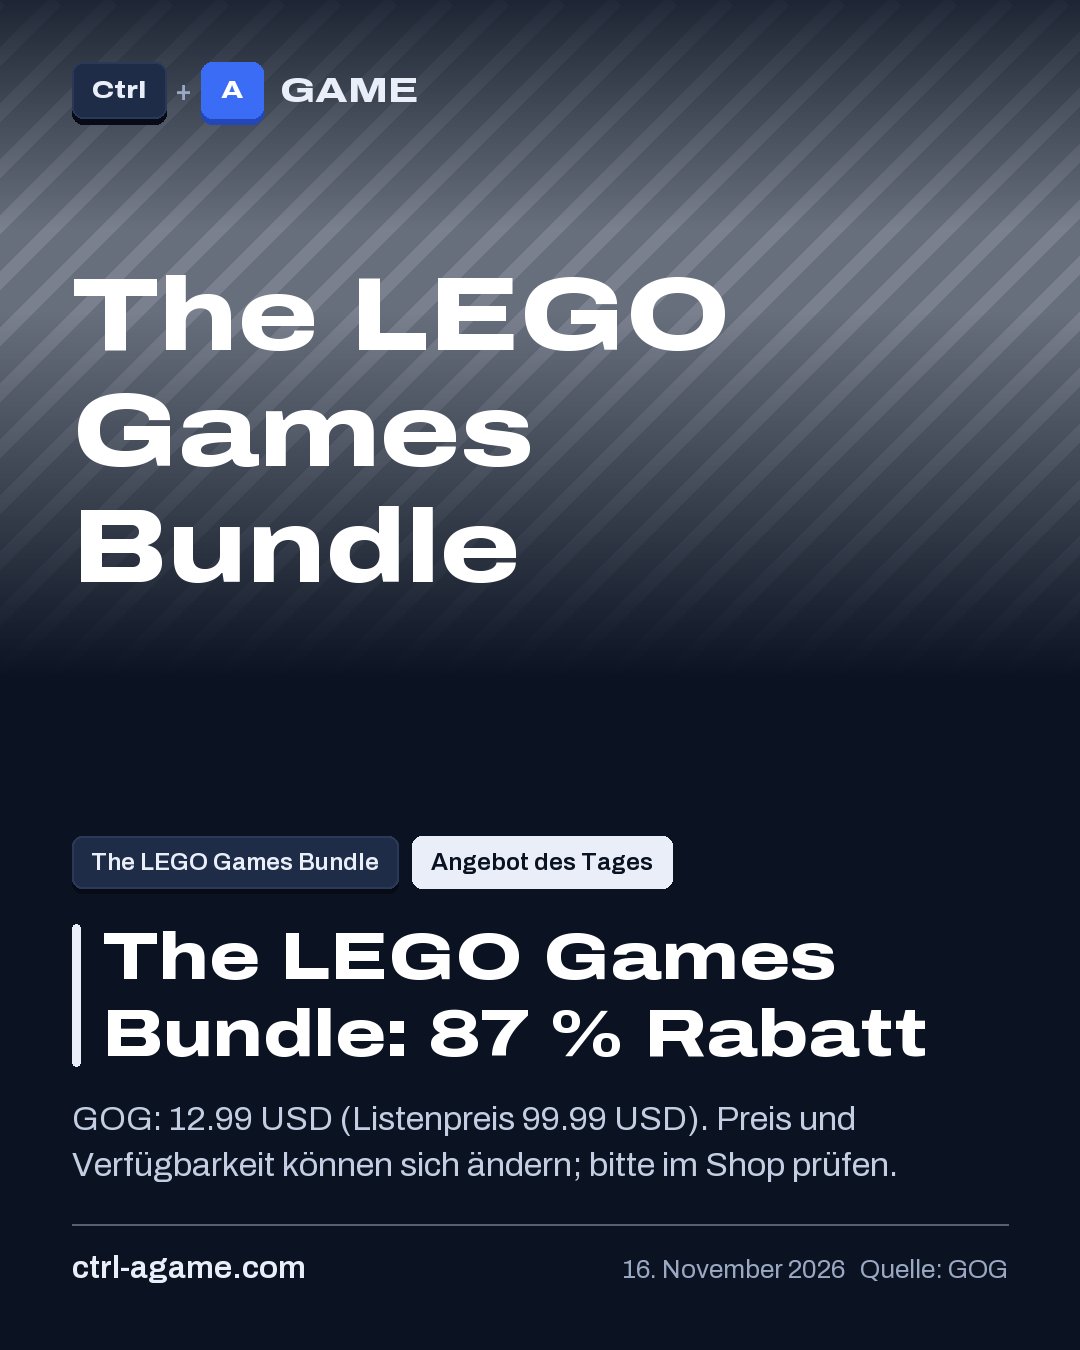 Ctrl + A GAME
The LEGO
Games
Bundle
The LEGO Games Bundle Angebot des Tages
The LEGO Games
Bundle: 87 % Rabatt
GOG: 12.99 USD (Listenpreis 99.99 USD). Preis und
Verfügbarkeit können sich ändern; bitte im Shop prüfen.
ctrl-agame.com 16. November 2026 Quelle: GOG